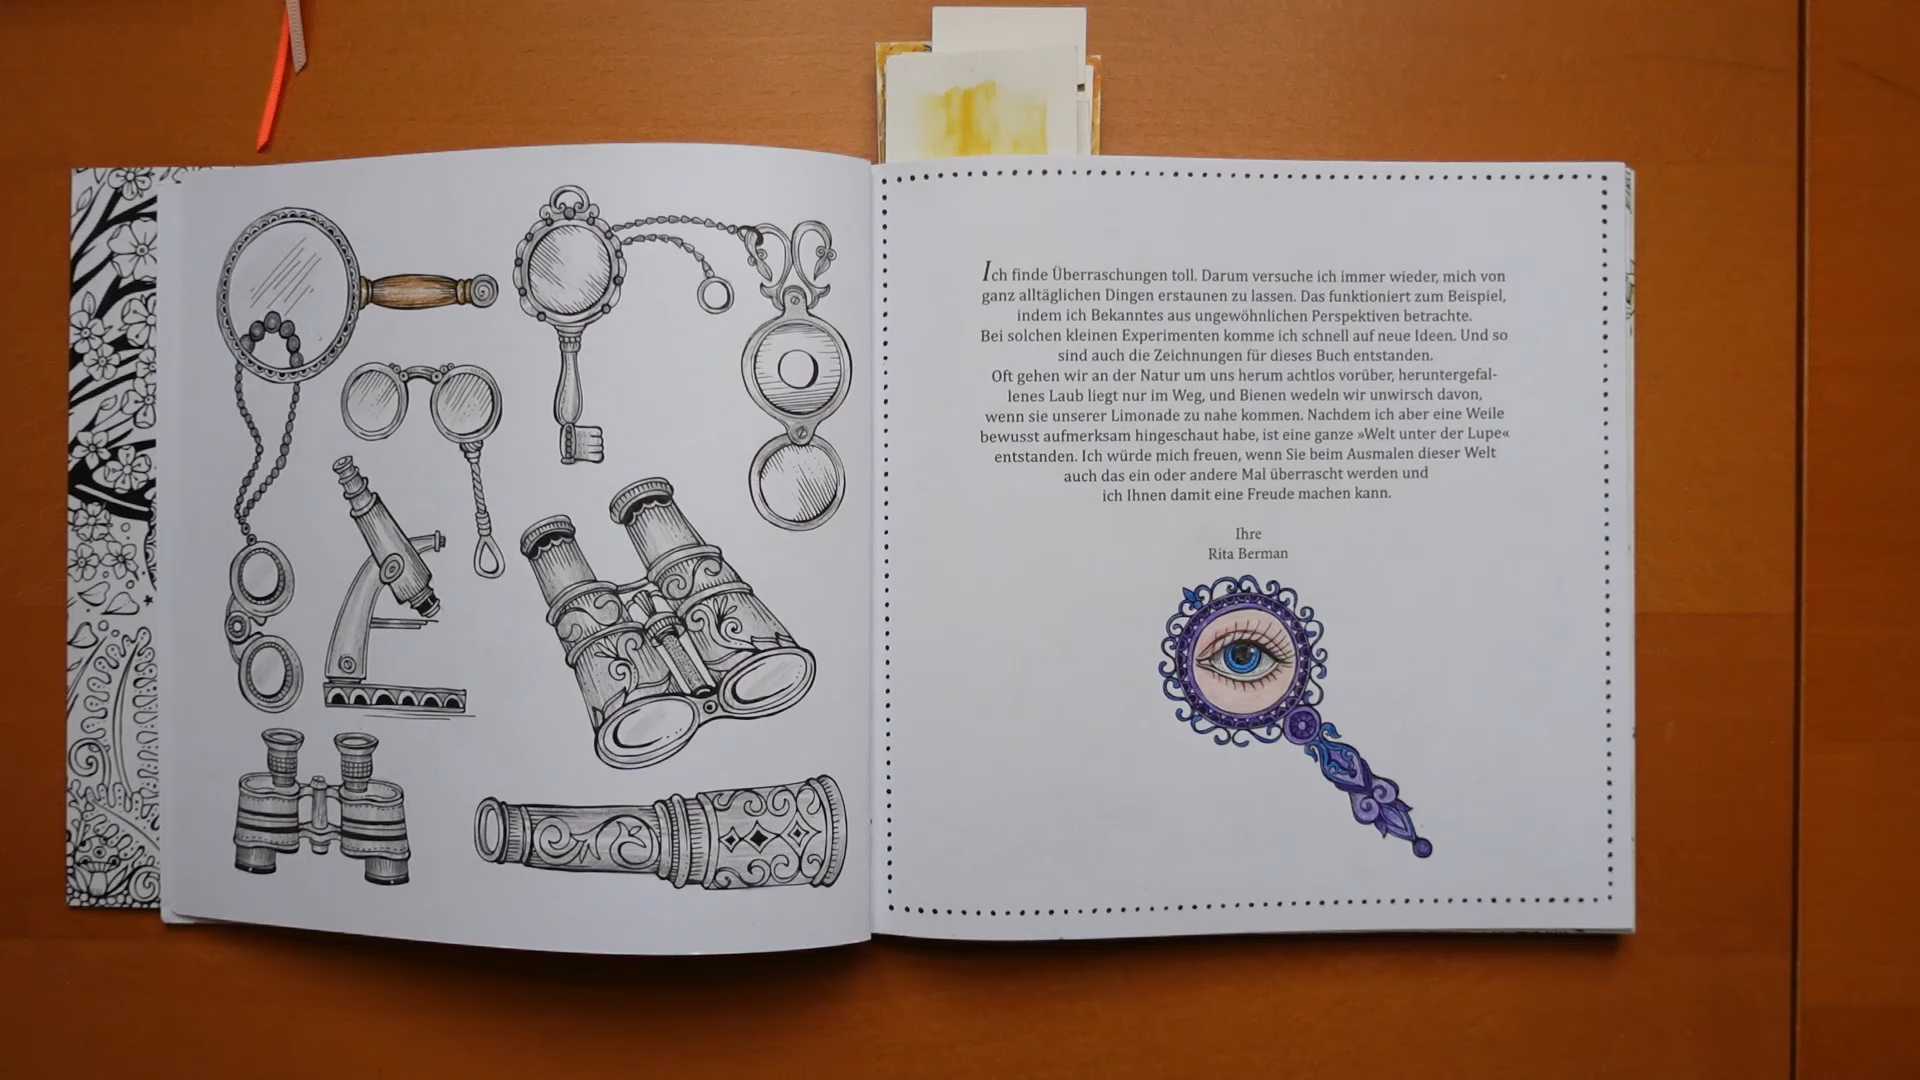 Ich finde Überraschungen toll. Darum versuche ich immer wieder, mich von
ganz alltäglichen Dingen erstaunen zu lassen. Das funktioniert zum Beispiel,
indem ich Bekanntes aus ungewöhnlichen Perspektiven betrachte.
Bei solchen kleinen Experimenten komme ich schnell auf neue Ideen. Und so
sind auch die Zeichnungen für dieses Buch entstanden.
Oft gehen wir an der Natur um uns herum achtlos vorüber, heruntergefal-
lenes Laub liegt nur im Weg, und Bienen wedeln wir unwirsch davon,
wenn sie unserer Limonade zu nahe kommen. Nachdem ich aber eine Weile
bewusst aufmerksam hingeschaut habe, ist eine ganze »Welt unter der Lupe«
entstanden. Ich würde mich freuen, wenn Sie beim Ausmalen dieser Welt
auch das ein oder andere Mal überrascht werden und
ich Ihnen damit eine Freude machen kann.
Ihre
Rita Berman